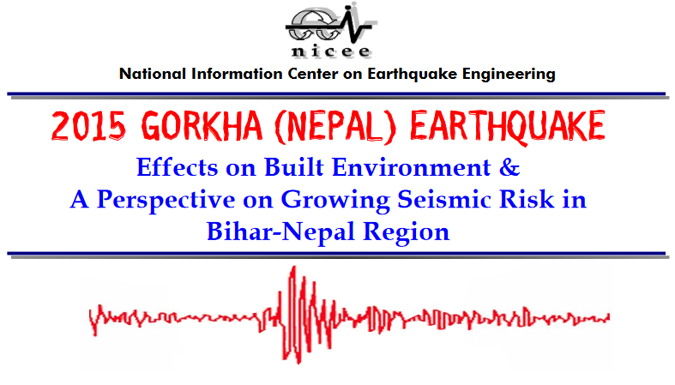 nicee
National Information Center on Earthquake Engineering
2015 GORKHA (NEPAL) EARTHQUAKE
Effects on Built Environment &
A Perspective on Growing Seismic Risk in
Bihar-Nepal Region